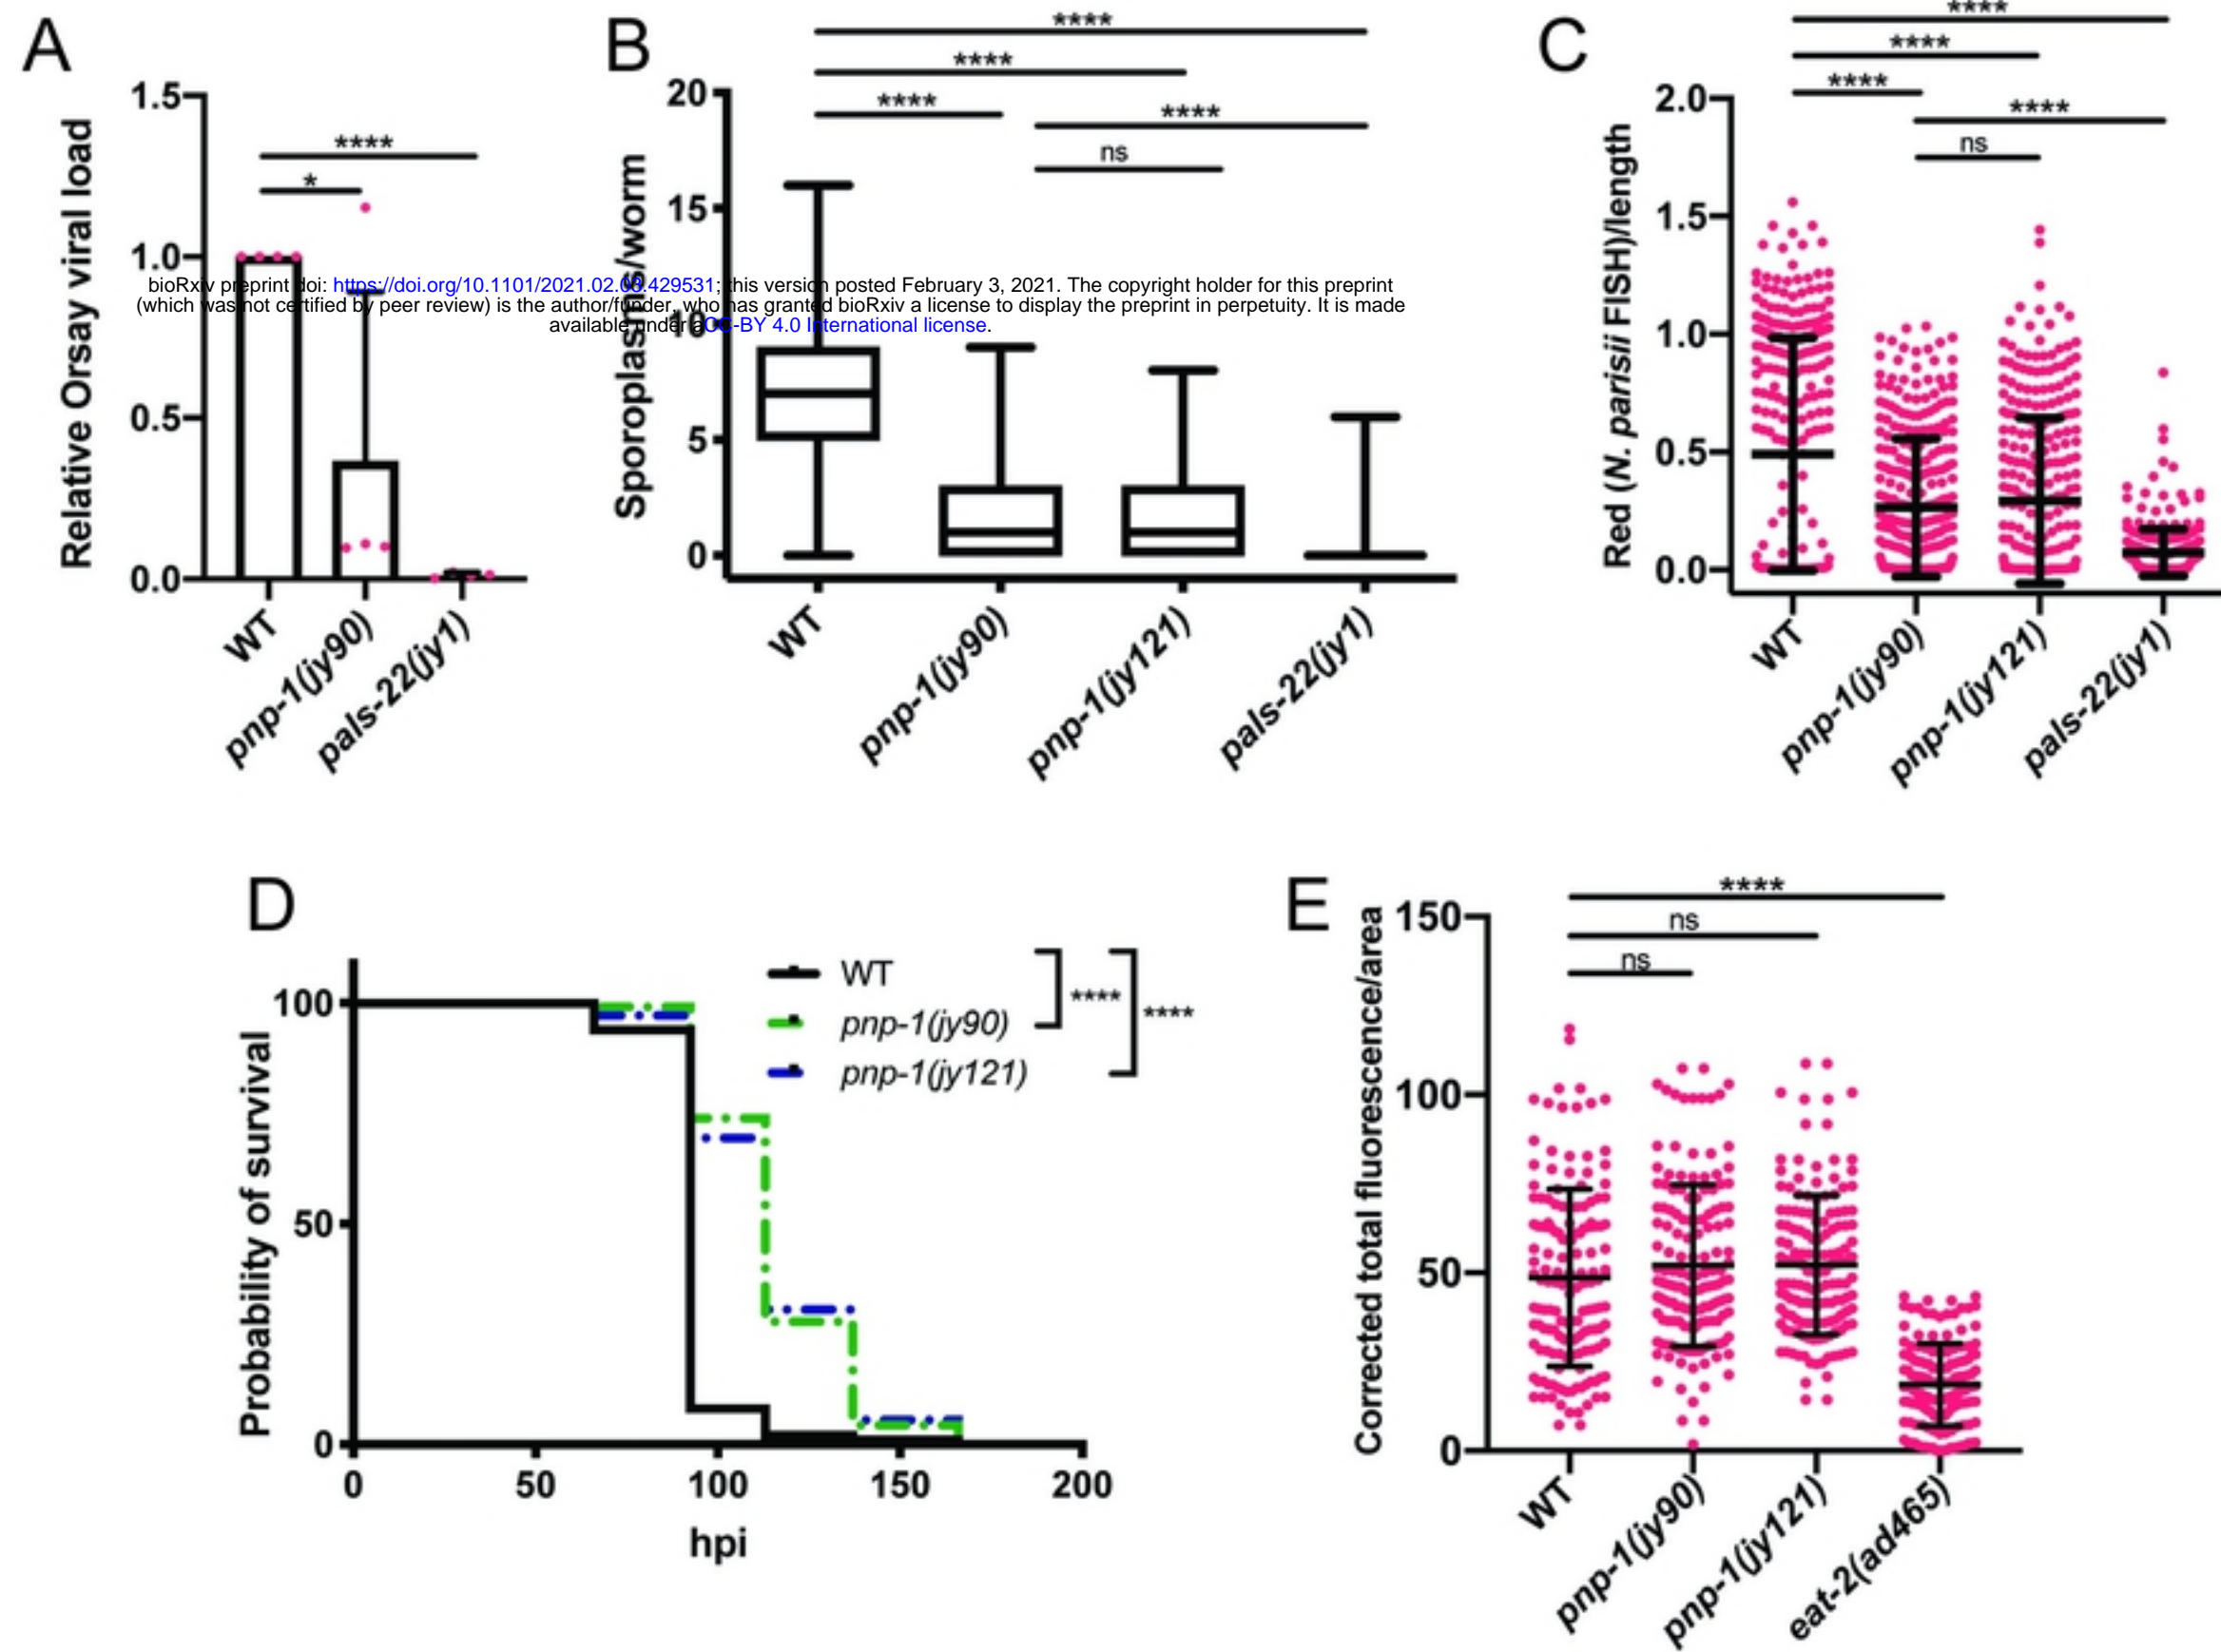 A
Relative Orsay viral load
1.5
1.0
0.5
0.0
****
*
WT
pnp-1(jy90)
pals-22(jy1)
B
Sporoplasms/worm
20
15
10
5
0
****
****
****
****
ns
WT
pnp-1(jy90)
pnp-1(jy121)
pals-22(jy1)
C
Red (N. parisii FISH)/length
2.0
1.5
1.0
0.5
0.0
****
****
****
****
ns
WT
pnp-1(jy90)
pnp-1(jy121)
pals-22(jy1)
bioRxiv preprint doi: https://doi.org/10.1101/2021.02.03.429531; this version posted February 3, 2021. The copyright holder for this preprint
(which was not certified by peer review) is the author/funder, who has granted bioRxiv a license to display the preprint in perpetuity. It is made
available under aCC-BY 4.0 International license.
D
Probability of survival
100
50
0
0 50 100 150 200
hpi
WT
pnp-1(jy90)
pnp-1(jy121)
****
****
E
Corrected total fluorescence/area
150
100
50
0
****
ns
ns
WT
pnp-1(jy90)
pnp-1(jy121)
eat-2(ad465)